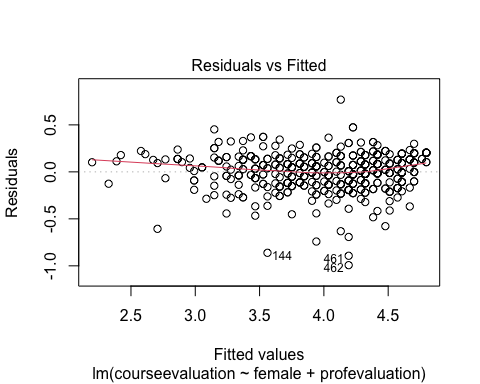 Residuals vs Fitted
Residuals
0.5
0.0
-0.5
-1.0
144
461
462
2.5 3.0 3.5 4.0 4.5
Fitted values
lm(courseevaluation ~ female + profevaluation)